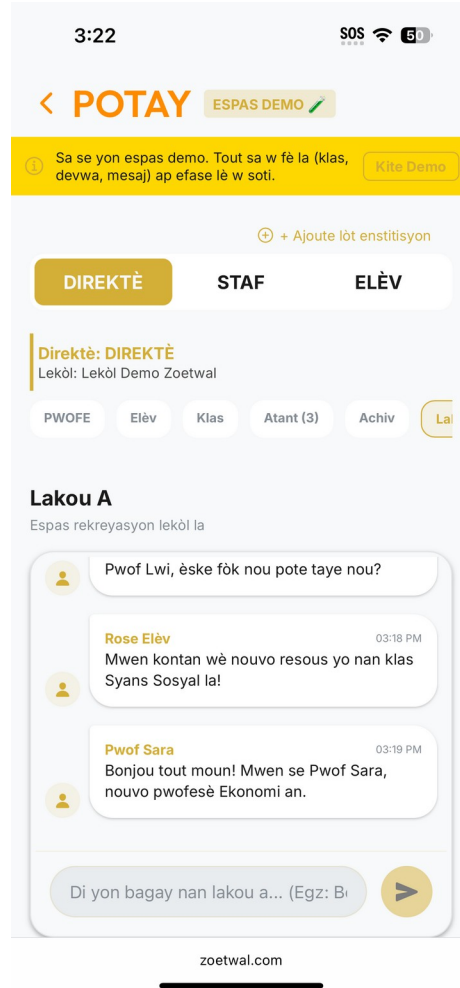 3:22
SOS
50
POTAY
ESPAS DEMO
Sa se yon espas demo. Tout sa w fè la (klas,
devwa, mesaj) ap efase lè w soti.
Kite Demo
+ Ajoute lòt enstitisyon
DIREKTÈ
STAF
ELÈV
Direktè: DIREKTÈ
Lekòl: Lekòl Demo Zoetwal
PWOFE
Elèv
Klas
Atant (3)
Achiv
Lakou A
Espas rekreyasyon lekòl la
Pwof Lwi, èske fòk nou pote taye nou?
Rose Elèv
03:18 PM
Mwen kontan wè nouvo resous yo nan klas
Syans Sosyal la!
Pwof Sara
03:19 PM
Bonjou tout moun! Mwen se Pwof Sara,
nouvo pwofesè Ekonomi an.
Di yon bagay nan lakou a... (Egz:
zoetwal.com